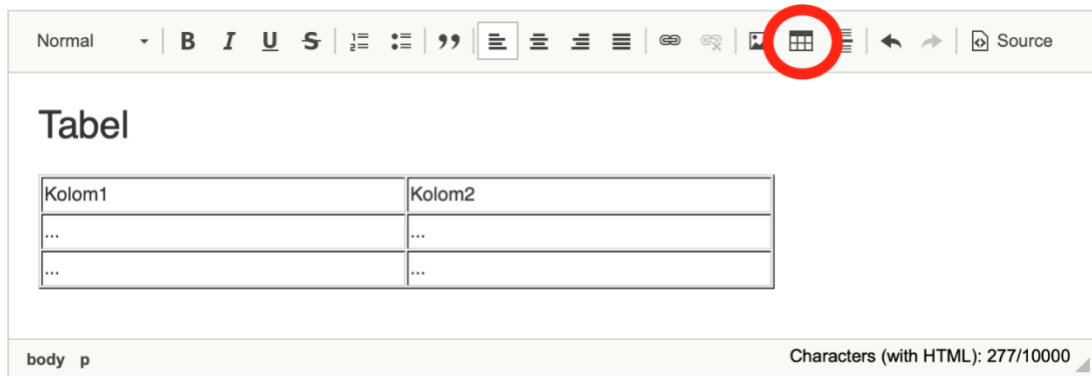 Normal B I U S Source
Tabel
Kolom1 Kolom2
... ...
... ...
body p Characters (with HTML): 277/10000